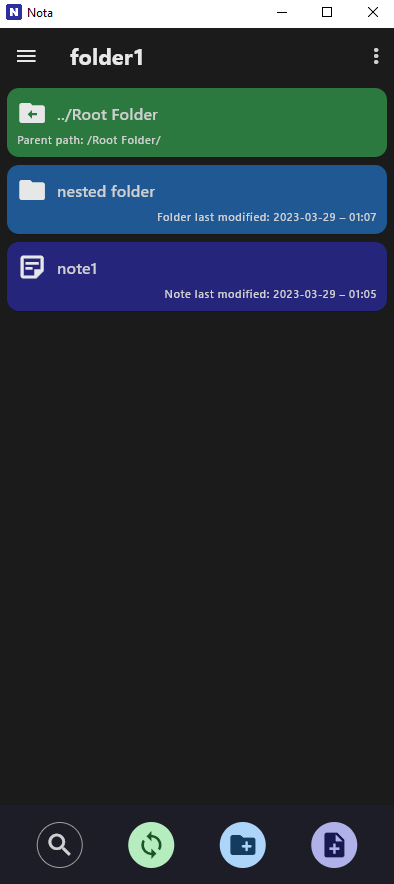 N Nota
folder1
../Root Folder
Parent path: /Root Folder/
nested folder
Folder last modified: 2023-03-29 – 01:07
note1
Note last modified: 2023-03-29 – 01:05